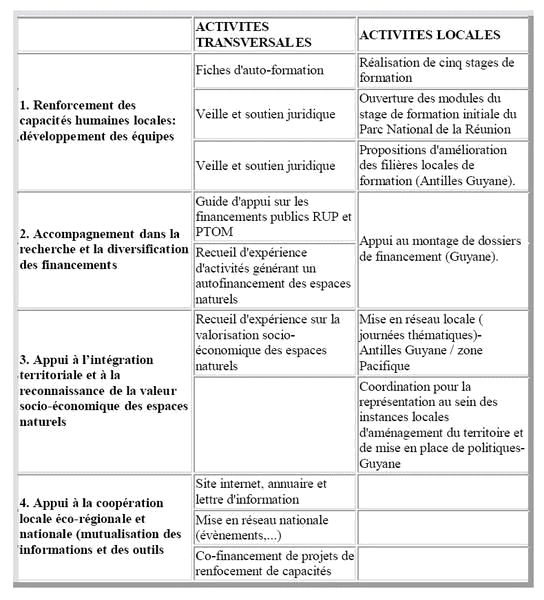 ACTIVITES
TRANSVERSALES
ACTIVITES LOCALES
1. Renforcement des
capacités humaines locales:
développement des équipes
Fiches d'auto-formation
Réalisation de cinq stages de
formation
Veille et soutien juridique
Ouverture des modules du
stage de formation initiale du
Parc National de la Réunion
Veille et soutien juridique
Propositions d'amélioration
des filières locales de
formation (Antilles Guyane).
2. Accompagnement dans la
recherche et la diversification
des financements
Guide d'appui sur les
financements publics RUP et
PTOM
Appui au montage de dossiers
de financement (Guyane).
Recueil d'expérience
d'activités générant un
autofinancement des espaces
naturels
3. Appui à l'intégration
territoriale et à la
reconnaissance de la valeur
socio-économique des espaces
naturels
Recueil d'expérience sur la
valorisation socio-
économique des espaces
naturels
Mise en réseau locale (
journées thématiques)-
Antilles Guyane / zone
Pacifique
Coordination pour la
représentation au sein des
instances locales
d'aménagement du territoire et
de mise en place de politiques-
Guyane
4. Appui à la coopération
locale éco-régionale et
nationale (mutualisation des
informations et des outils
Site internet, annuaire et
lettre d'information
Mise en réseau nationale
(évènements,...)
Co-financement de projets de
renfocement de capacités